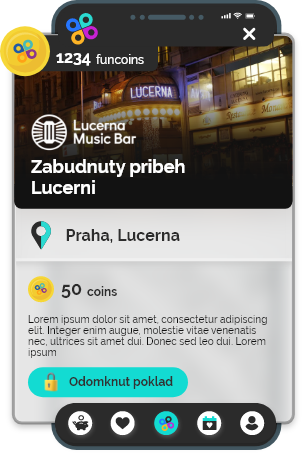 1234 funcoins
LUCERNA
Lucerna
Music Bar
Zabudnuty pribeh
Lucerni
Praha, Lucerna
50 coins
Lorem ipsum dolor sit amet, consectetur adipiscing
elit. Integer enim augue, molestie vitae venenatis
nec, ultrices sit amet dui. Donec sed leo dui. Lorem
ipsum
Odomknut poklad